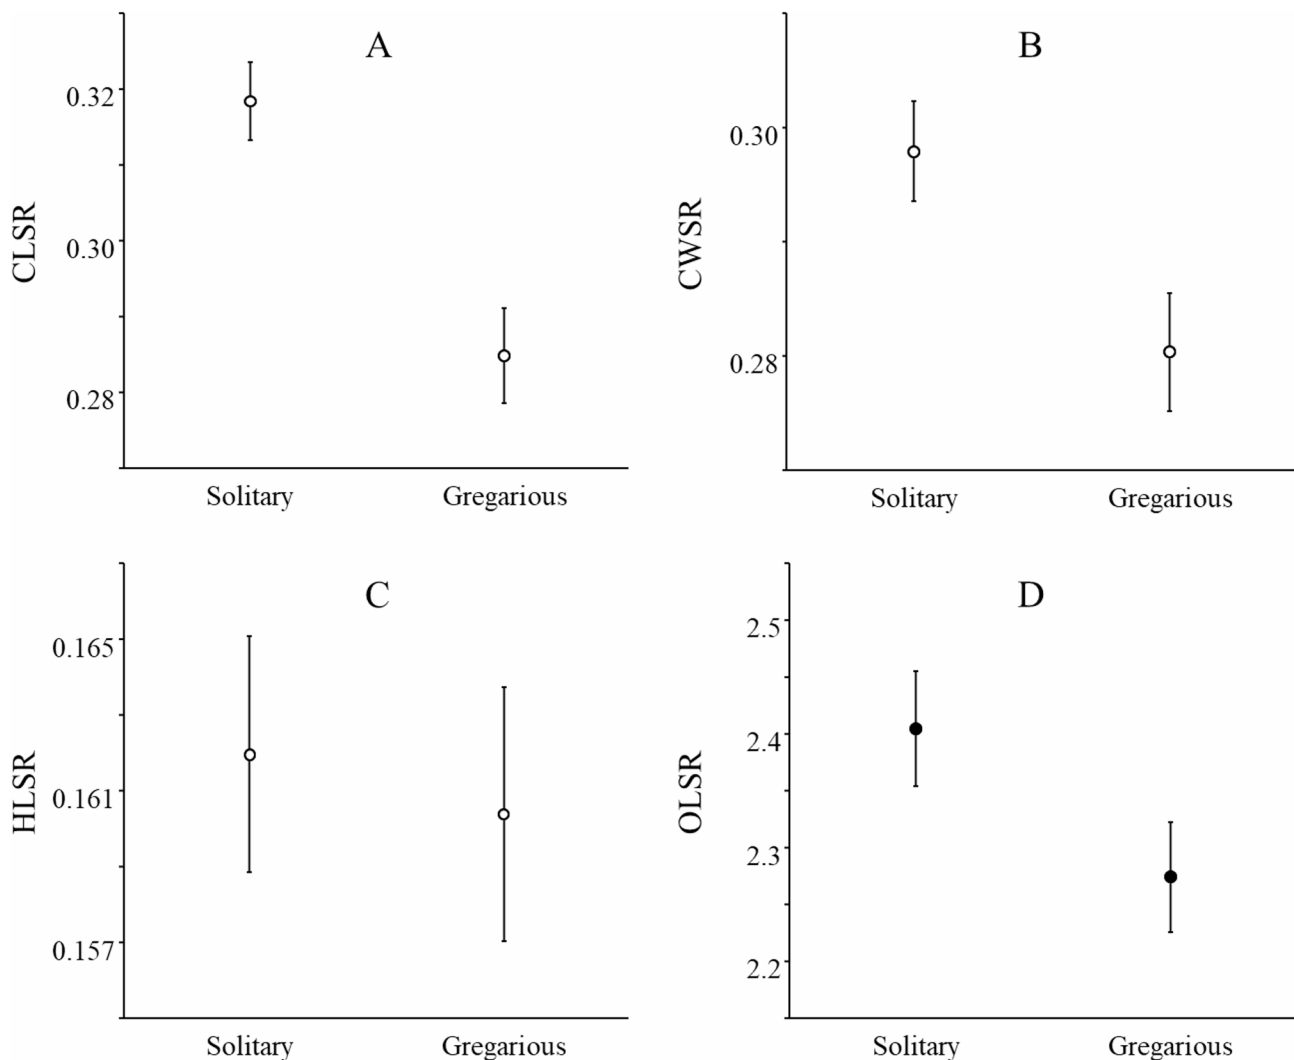 A
CLSR
0.32
0.30
0.28
Solitary
Gregarious
B
CWSR
0.30
0.28
Solitary
Gregarious
C
HLSR
0.165
0.161
0.157
Solitary
Gregarious
D
OLSR
2.5
2.4
2.3
2.2
Solitary
Gregarious